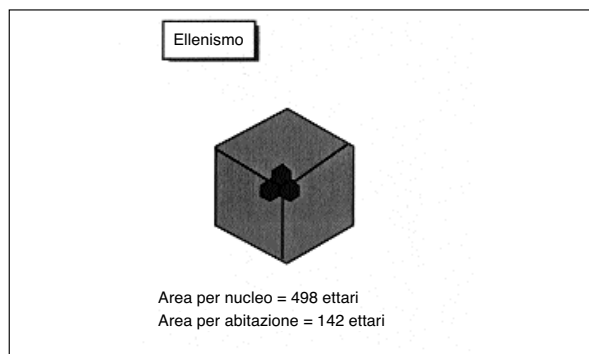 Ellenismo
Area per nucleo = 498 ettari
Area per abitazione = 142 ettari